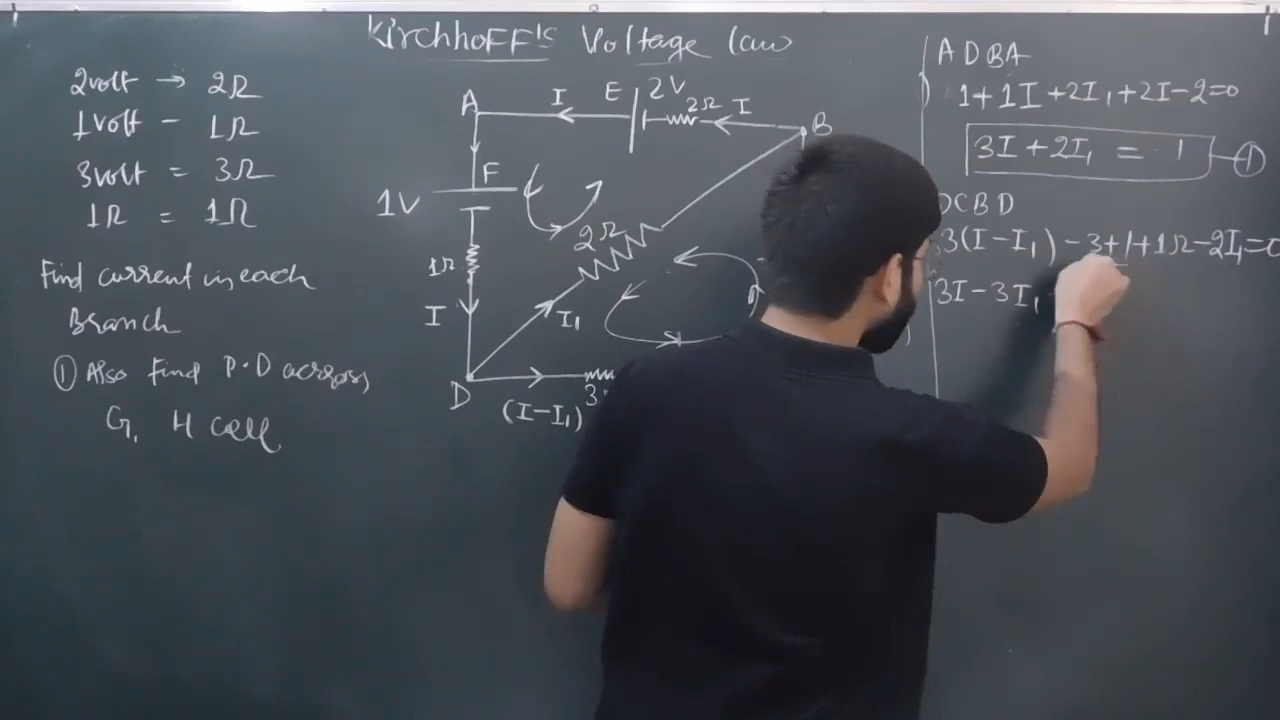 Kirchhoff's Voltage law
2volt → 2Ω
1volt - 1Ω
3volt = 3Ω
1Ω = 1Ω
Find current in each
Branch
① Also find P.D across,
G, H cell
A
I
E
2V
2Ω
I
B
F
1V
2Ω
1Ω
I
I₁
D
(I-I₁)
3
A D B A
1+1I+2I₁+2I-2=0
3I+2I₁ = 1 ①
DCBD
3(I-I₁) -3+1+1Ω-2I₁=0
3I-3I₁